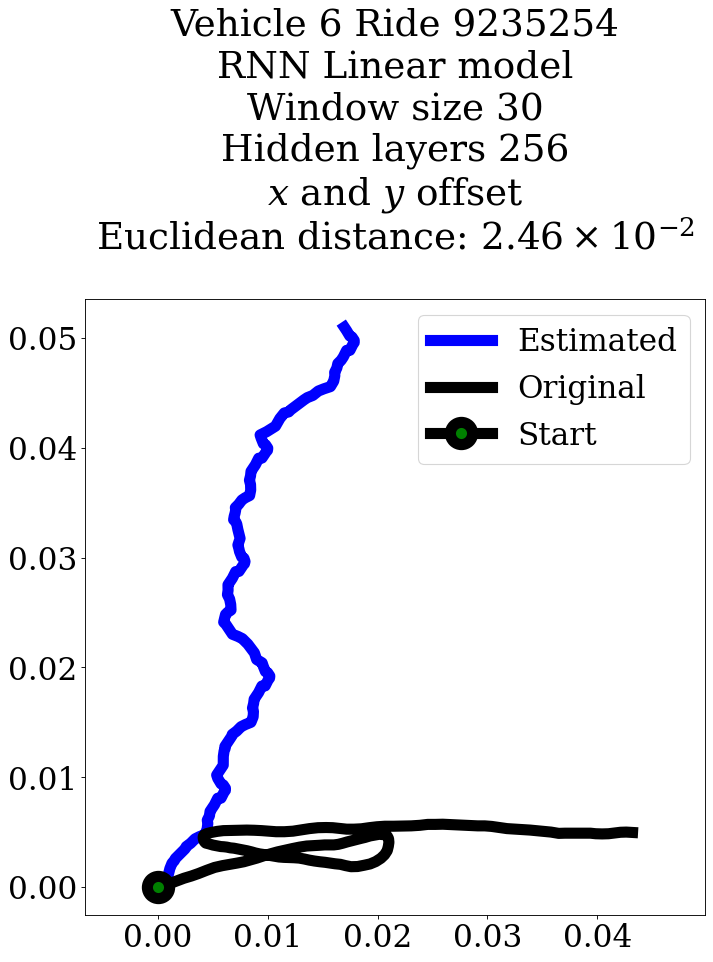 Vehicle 6 Ride 9235254
RNN Linear model
Window size 30
Hidden layers 256
x and y offset
Euclidean distance: 2.46 × 10⁻²
Estimated
Original
Start
0.05
0.04
0.03
0.02
0.01
0.00
0.00 0.01 0.02 0.03 0.04